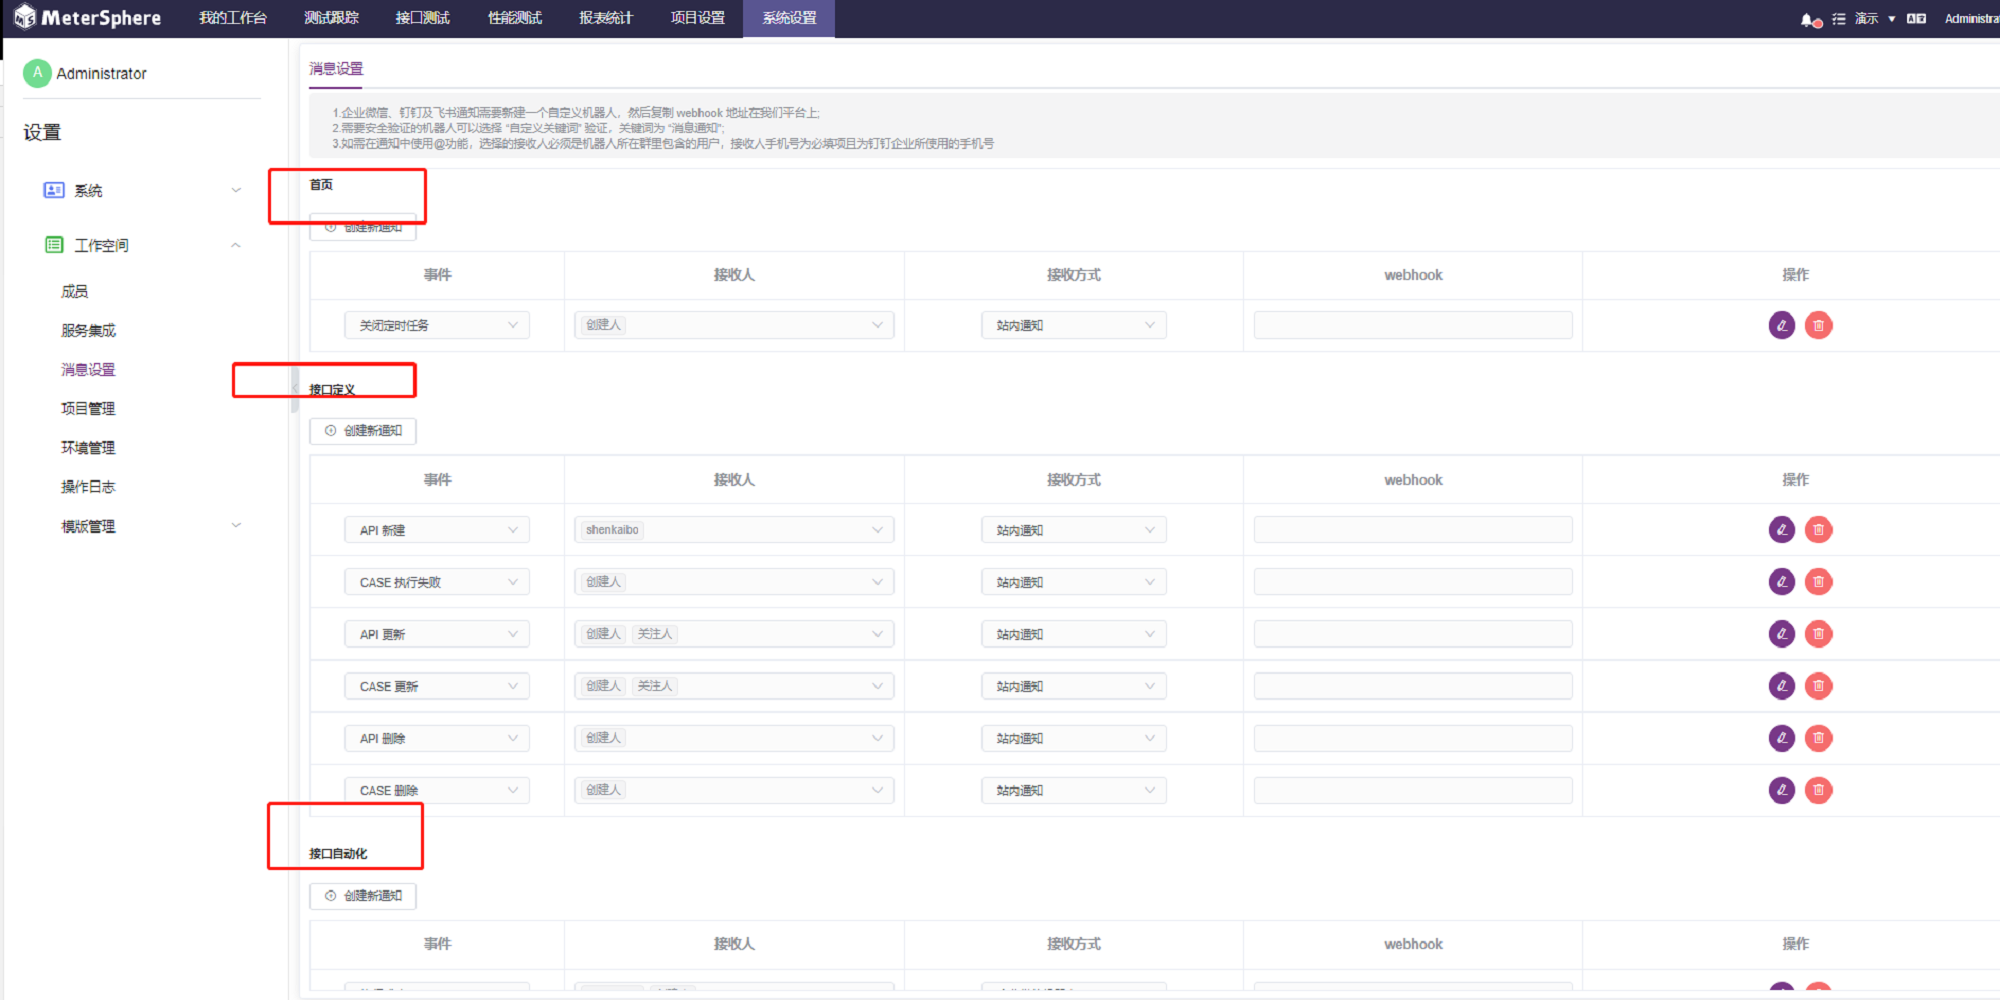 MeterSphere 我的工作台 测试跟踪 接口测试 性能测试 报表统计 项目设置 系统设置 演示 Administra
A Administrator
设置
系统
工作空间
成员
服务集成
消息设置
项目管理
环境管理
操作日志
模版管理
消息设置
1.企业微信、钉钉及飞书通知需要新建一个自定义机器人，然后复制 webhook 地址在我们平台上;
2.需要安全验证的机器人可以选择 “自定义关键词” 验证，关键词为 “消息通知”;
3.如需在通知中使用@功能，选择的接收人必须是机器人所在群里包含的用户，接收人手机号为必填项且为钉钉企业所使用的手机号
首页
创建新通知
事件 接收人 接收方式 webhook 操作
关闭定时任务 创建人 站内通知
接口定义
创建新通知
事件 接收人 接收方式 webhook 操作
API 新建 shenkaibo 站内通知
CASE 执行失败 创建人 站内通知
API 更新 创建人 关注人 站内通知
CASE 更新 创建人 关注人 站内通知
API 删除 创建人 站内通知
CASE 删除 创建人 站内通知
接口自动化
创建新通知
事件 接收人 接收方式 webhook 操作